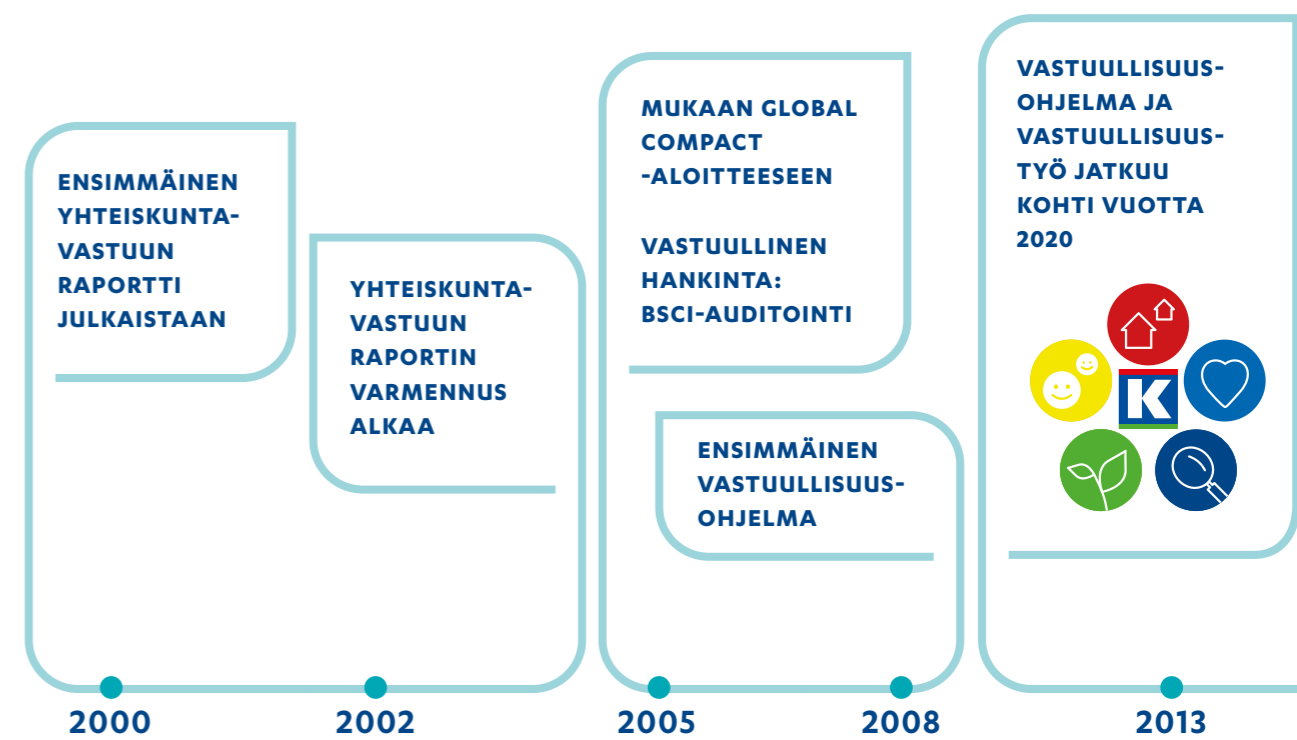 ENSIMMÄINEN
YHTEISKUNTA-
VASTUUN
RAPORTTI
JULKAISTAAN
YHTEISKUNTA-
VASTUUN
RAPORTIN
VARMENNUS
ALKAA
MUKAAN GLOBAL
COMPACT
-ALOITTEESEEN
VASTUULLINEN
HANKINTA:
BSCI-AUDITOINTI
ENSIMMÄINEN
VASTUULLISUUS-
OHJELMA
VASTUULLISUUS-
OHJELMA JA
VASTUULLISUUS-
TYÖ JATKUU
KOHTI VUOTTA
2020
K
2000 2002 2005 2008 2013